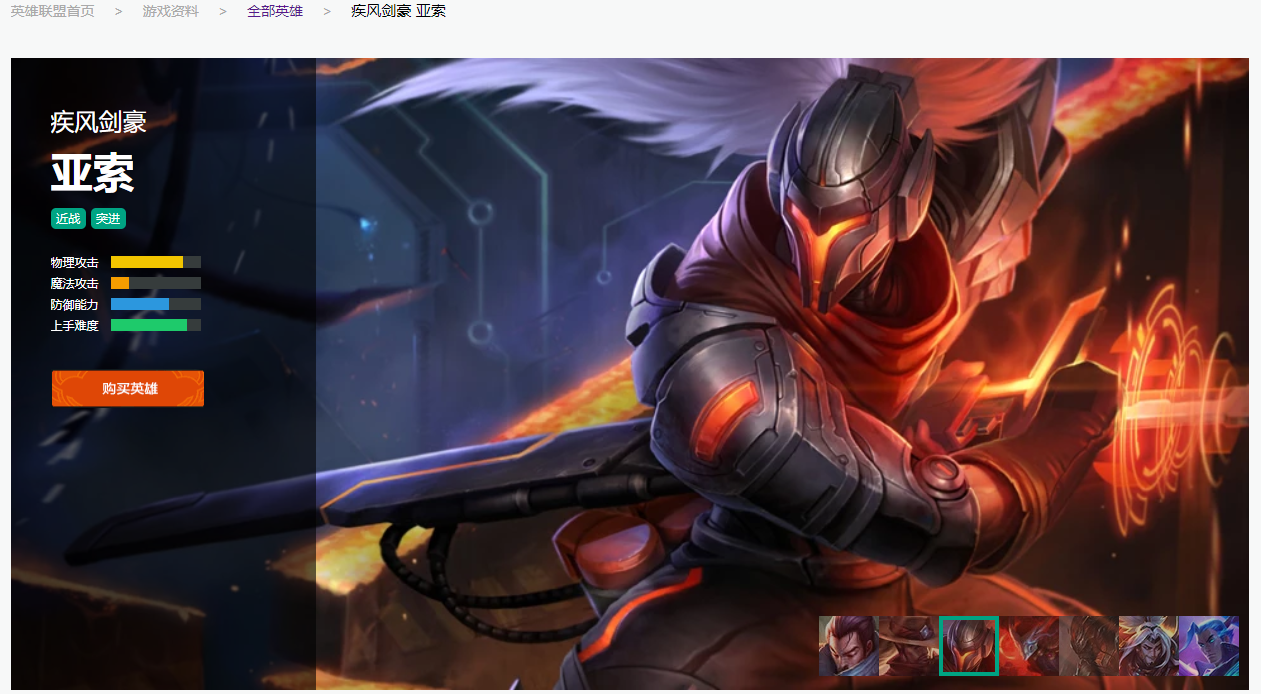 英雄联盟首页 > 游戏资料 > 全部英雄 > 疾风剑豪 亚索
疾风剑豪
亚索
近战 突进
物理攻击
魔法攻击
防御能力
上手难度
购买英雄